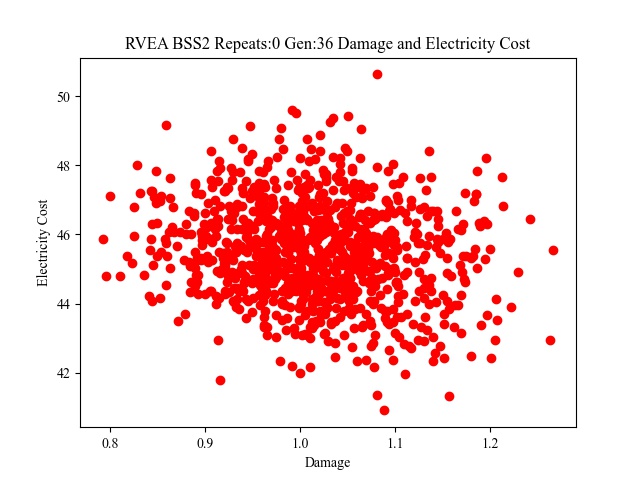 RVEA BSS2 Repeats:0 Gen:36 Damage and Electricity Cost
50
48
46
44
42
Electricity Cost
0.8 0.9 1.0 1.1 1.2
Damage